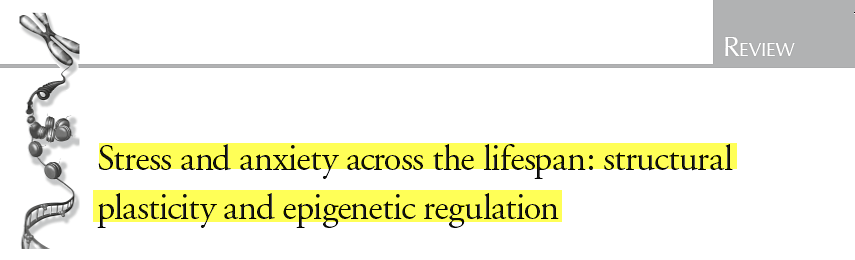 REVIEW
Stress and anxiety across the lifespan: structural
plasticity and epigenetic regulation